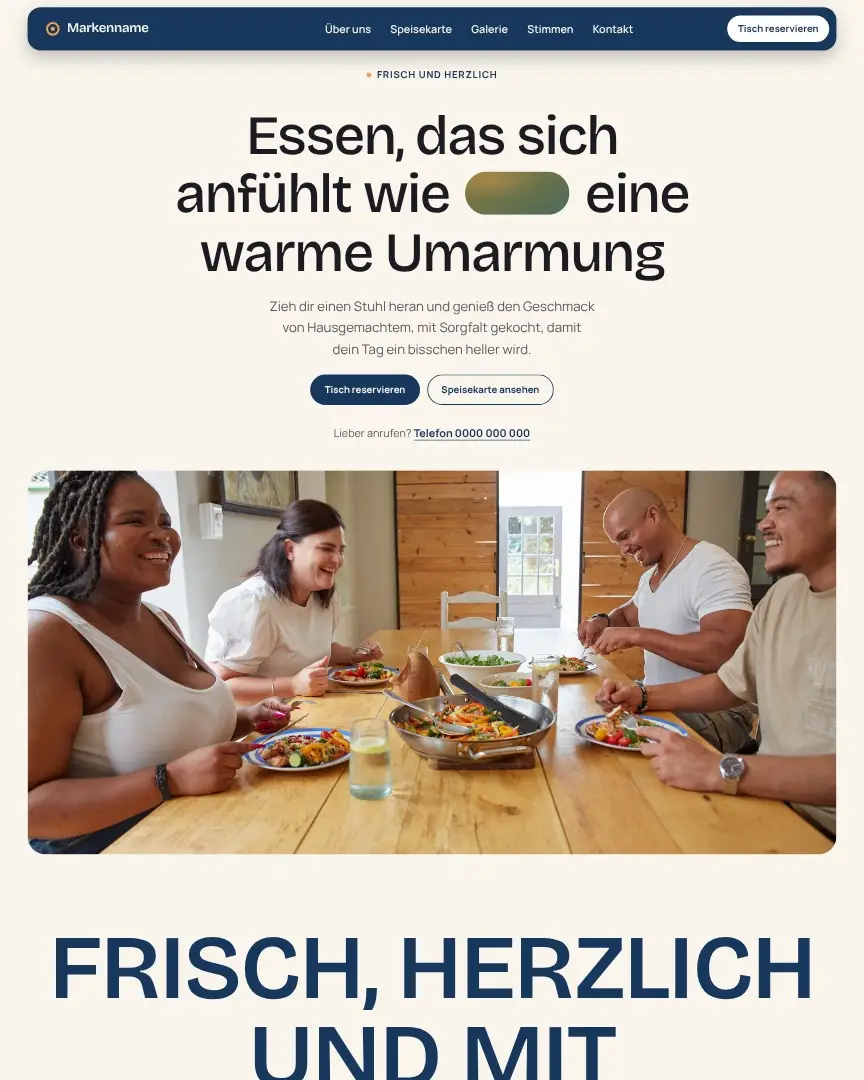 Markenname
Über uns
Speisekarte
Galerie
Stimmen
Kontakt
Tisch reservieren
FRISCH UND HERZLICH
Essen, das sich
anfühlt wie eine
warme Umarmung
Zieh dir einen Stuhl heran und genieß den Geschmack
von Hausgemachtem, mit Sorgfalt gekocht, damit
dein Tag ein bisschen heller wird.
Tisch reservieren
Speisekarte ansehen
Lieber anrufen? Telefon 0000 000 000
FRISCH, HERZLICH
UND MIT